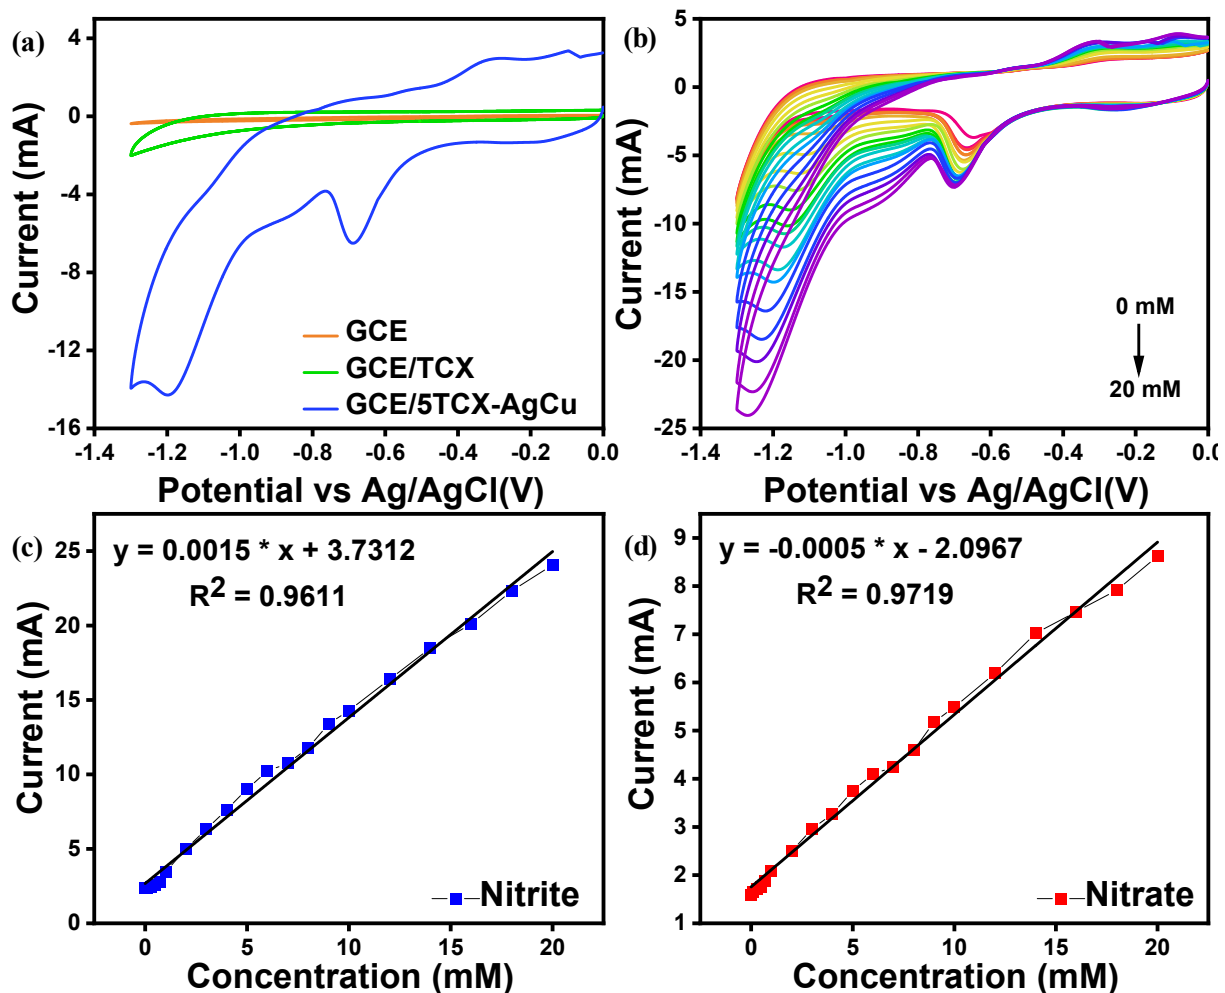 (a)
4
0
-4
-8
-12
-16
Current (mA)
GCE
GCE/TCX
GCE/5TCX-AgCu
-1.4 -1.2 -1.0 -0.8 -0.6 -0.4 -0.2 0.0
Potential vs Ag/AgCl(V)
(b)
5
0
-5
-10
-15
-20
-25
Current (mA)
0 mM
20 mM
-1.4 -1.2 -1.0 -0.8 -0.6 -0.4 -0.2 0.0
Potential vs Ag/AgCl(V)
(c)
y = 0.0015 * x + 3.7312
R² = 0.9611
25
20
15
10
5
0
Current (mA)
Nitrite
0 5 10 15 20
Concentration (mM)
(d)
y = -0.0005 * x - 2.0967
R² = 0.9719
9
8
7
6
5
4
3
2
1
Current (mA)
Nitrate
0 5 10 15 20
Concentration (mM)